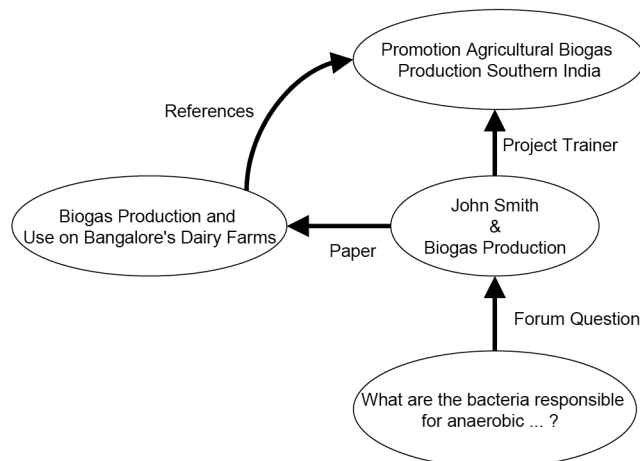 Promotion Agricultural Biogas
Production Southern India
References
Project Trainer
Biogas Production and
Use on Bangalore's Dairy Farms
John Smith
&
Biogas Production
Paper
Forum Question
What are the bacteria responsible
for anaerobic ... ?